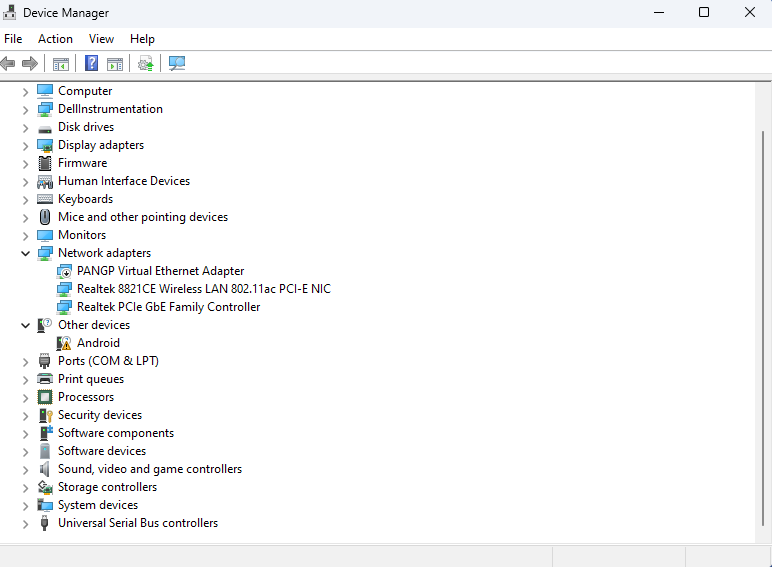 Device Manager
File Action View Help
Computer
DellInstrumentation
Disk drives
Display adapters
Firmware
Human Interface Devices
Keyboards
Mice and other pointing devices
Monitors
Network adapters
PANGP Virtual Ethernet Adapter
Realtek 8821CE Wireless LAN 802.11ac PCI-E NIC
Realtek PCIe GbE Family Controller
Other devices
Android
Ports (COM & LPT)
Print queues
Processors
Security devices
Software components
Software devices
Sound, video and game controllers
Storage controllers
System devices
Universal Serial Bus controllers